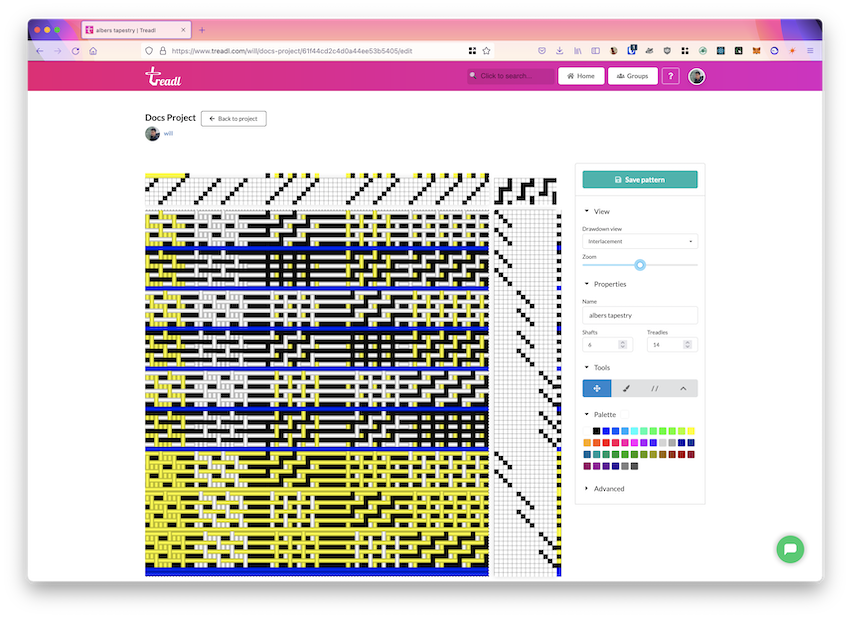 albers tapestry | Treadl
https://www.treadl.com/will/docs-project/61f44cd2c4d0a44ee53b5405/edit
treadl
Click to search...
Home
Groups
?
Docs Project
Back to project
will
Save pattern
View
Drawdown view
Interlacement
Zoom
Properties
Name
albers tapestry
Shafts
Treadles
6
14
Tools
Palette
Advanced